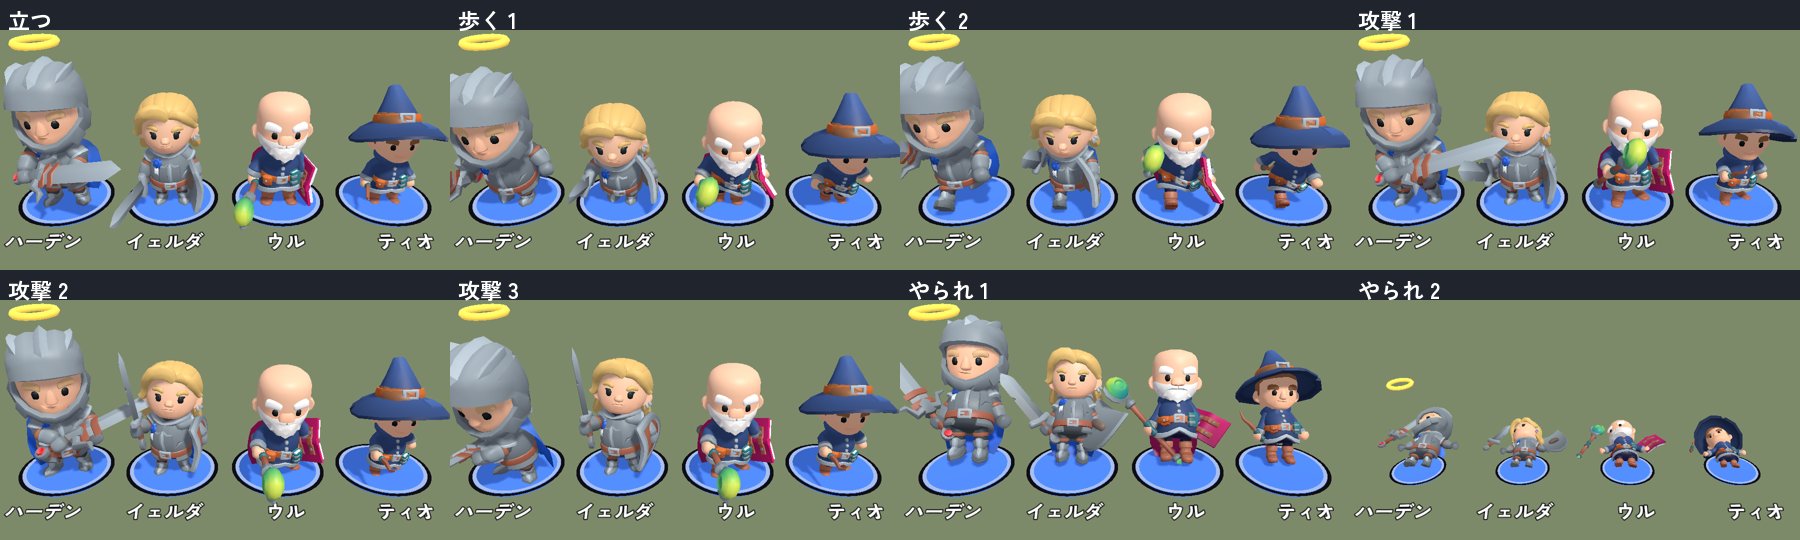 立つ
歩く1
歩く2
攻撃1
ハーデン イェルダ ウル ティオ
ハーデン イェルダ ウル ティオ
ハーデン イェルダ ウル ティオ
ハーデン イェルダ ウル ティオ
攻撃2
攻撃3
やられ1
やられ2
ハーデン イェルダ ウル ティオ
ハーデン イェルダ ウル ティオ
ハーデン イェルダ ウル ティオ
ハーデン イェルダ ウル ティオ